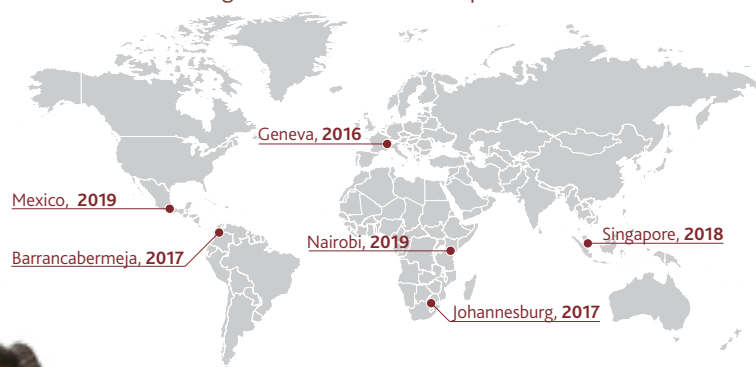 Geneva, 2016
Mexico, 2019
Nairobi, 2019
Singapore, 2018
Barrancabermeja, 2017
Johannesburg, 2017